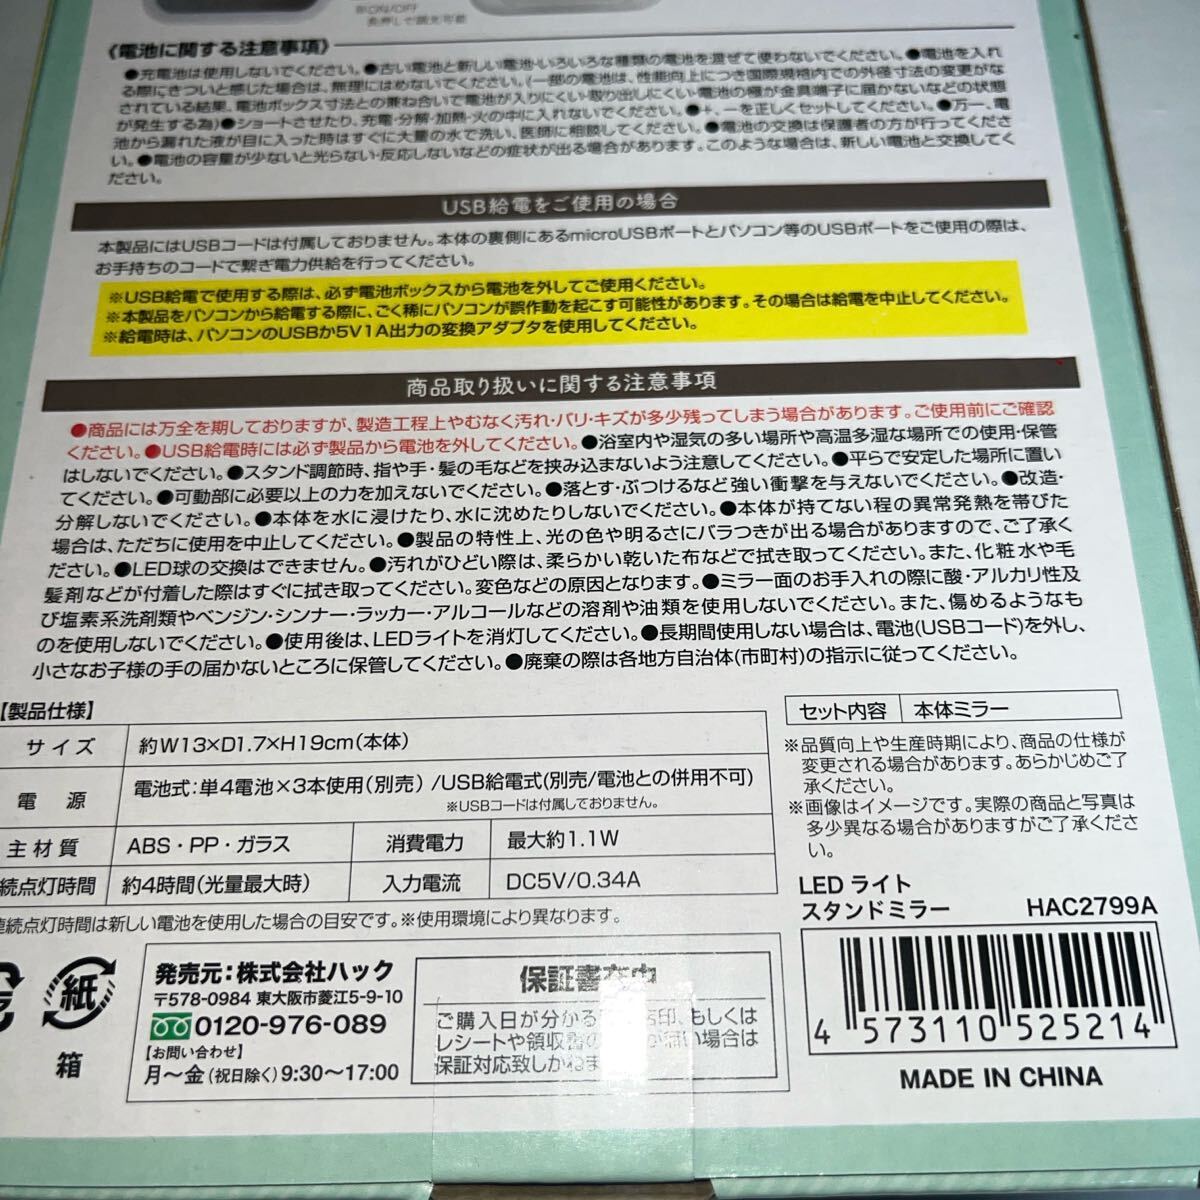 長押しで調光可能
《電池に関する注意事項》
●充電池は使用しないでください。●古い電池と新しい電池・いろいろな種類の電池を混ぜて使わないでください。●電池を入れ
る際にきついと感じた場合は、無理にはめないでください。(一部の電池は、性能向上につき国際規格内での外径寸法の変更がな
されている結果、電池ボックス寸法との兼ね合いで電池が入りにくい・取り出しにくい・電池の極が金具端子に届かないなどの状態
が発生する為)●ショートさせたり、充電・分解・加熱・火の中に入れないでください。●+、−を正しくセットしてください。●万一、電
池から漏れた液が目に入った時はすぐに大量の水で洗い、医師に相談してください。●電池の交換は保護者の方が行ってくださ
い。●電池の容量が少ないと光らない・反応しないなどの症状が出る場合があります。このような場合は、新しい電池と交換してく
ださい。
USB給電をご使用の場合
本製品にはUSBコードは付属しておりません。本体の裏側にあるmicroUSBポートとパソコン等のUSBポートをご使用の際は、
お手持ちのコードで繋ぎ電力供給を行ってください。
※USB給電で使用する際は、必ず電池ボックスから電池を外してご使用ください。
※本製品をパソコンから給電する際に、ごく稀にパソコンが誤作動を起こす可能性があります。その場合は給電を中止してください。
※給電時は、パソコンのUSBか5V1A出力の変換アダプタを使用してください。
商品取り扱いに関する注意事項
●商品には万全を期しておりますが、製造工程上やむなく汚れ・バリ・キズが多少残ってしまう場合があります。ご使用前にご確認
ください。●USB給電時には必ず製品から電池を外してください。●浴室内や湿気の多い場所や高温多湿な場所での使用・保管
はしないでください。●スタンド調節時、指や手・髪の毛などを挟み込まないよう注意してください。●平らで安定した場所に置い
てください。●可動部に必要以上の力を加えないでください。●落とす・ぶつけるなど強い衝撃を与えないでください。●改造・
分解しないでください。●本体を水に浸けたり、水に沈めたりしないでください。●本体が持てない程の異常発熱を帯びた
場合は、ただちに使用を中止してください。●製品の特性上、光の色や明るさにバラつきが出る場合がありますので、ご了承く
ださい。●LED球の交換はできません。●汚れがひどい際は、柔らかい乾いた布などで拭き取ってください。また、化粧水や毛
髪剤などが付着した際はすぐに拭き取ってください。変色などの原因となります。●ミラー面のお手入れの際に酸・アルカリ性及
び塩素系洗剤類やベンジン・シンナー・ラッカー・アルコールなどの溶剤や油類を使用しないでください。また、傷めるようなも
のを使用しないでください。●使用後は、LEDライトを消灯してください。●長期間使用しない場合は、電池(USBコード)を外し、
小さなお子様の手の届かないところに保管してください。●廃棄の際は各地方自治体(市町村)の指示に従ってください。
【製品仕様】
サイズ 約W13×D1.7×H19cm(本体)
電源 電池式:単4電池×3本使用(別売) /USB給電式(別売/電池との併用不可)
※USBコードは付属しておりません。
主材質 ABS・PP・ガラス 消費電力 最大約1.1W
続点灯時間 約4時間(光量最大時) 入力電流 DC5V/0.34A
連続点灯時間は新しい電池を使用した場合の目安です。※使用環境により異なります。
セット内容 本体ミラー
※品質向上や生産時期により、商品の仕様が
変更される場合があります。あらかじめご了
承ください。
※画像はイメージです。実際の商品と写真は
多少異なる場合がありますがご了承くださ
い。
LED ライト
スタンドミラー HAC2799A
4 573110 525214
MADE IN CHINA
紙
箱
発売元:株式会社ハック
〒578-0984 東大阪市菱江5-9-10
0120-976-089
【お問い合わせ】
月〜金(祝日除く)9:30〜17:00
保証書在中
ご購入日が分かる 店印、もしくは
レシートや領収書の 無い場合は
保証対応致しかねま